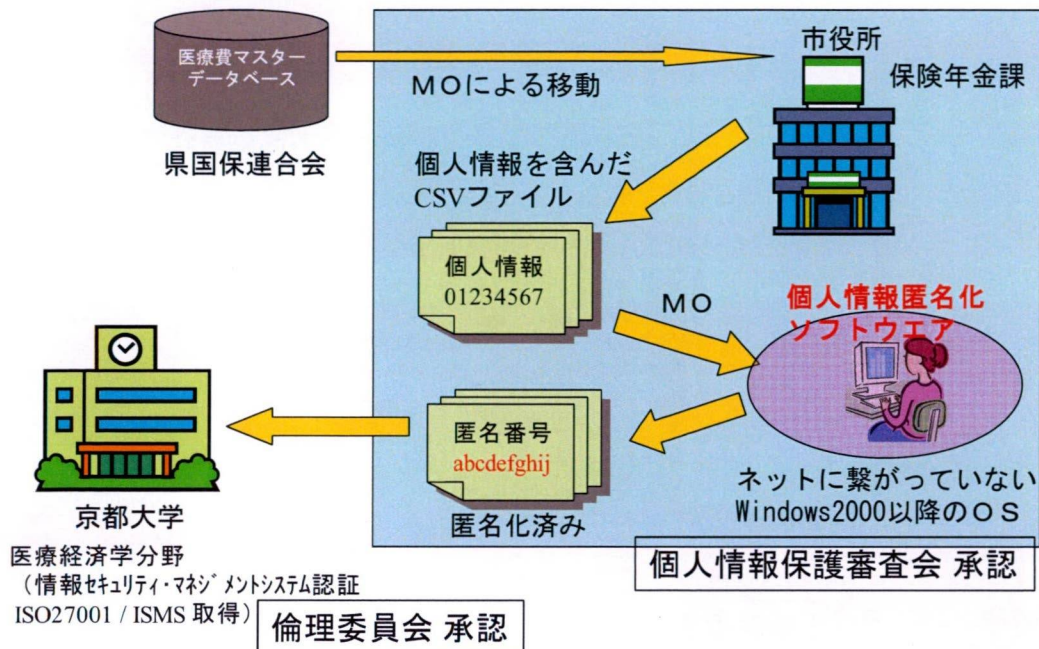 医療費マスター
データベース
県国保連合会
MOによる移動
市役所
保険年金課
個人情報を含んだ
CSVファイル
個人情報
01234567
MO
個人情報匿名化
ソフトウエア
匿名番号
abcdefghij
匿名化済み
ネットに繋がっていない
Windows2000以降のOS
京都大学
医療経済学分野
(情報セキュリティ・マネジメントシステム認証
ISO27001 / ISMS 取得)
倫理委員会 承認
個人情報保護審査会 承認